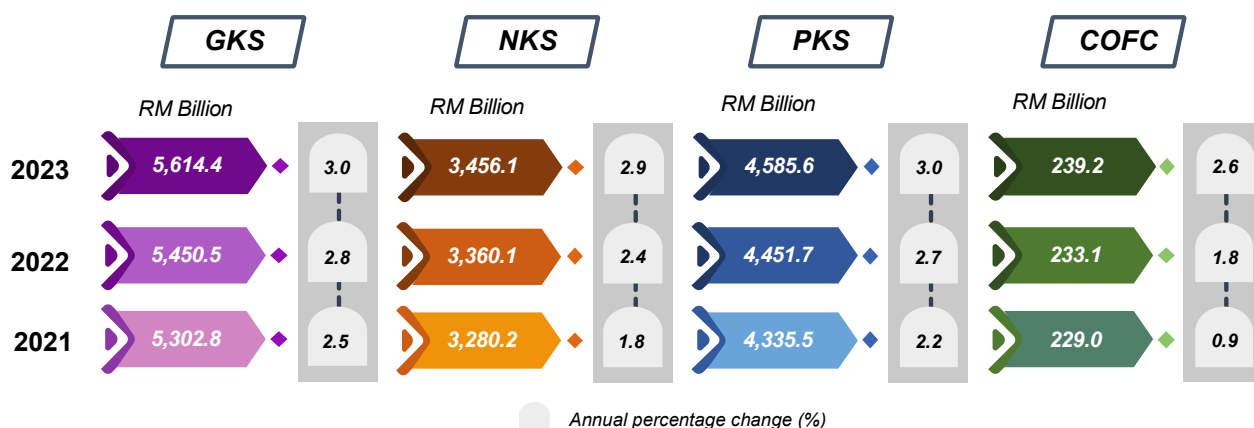 GKS NKS PKS COFC
RM Billion RM Billion RM Billion RM Billion
2023 5,614.4 3.0 3,456.1 2.9 4,585.6 3.0 239.2 2.6
2022 5,450.5 2.8 3,360.1 2.4 4,451.7 2.7 233.1 1.8
2021 5,302.8 2.5 3,280.2 1.8 4,335.5 2.2 229.0 0.9
Annual percentage change (%)